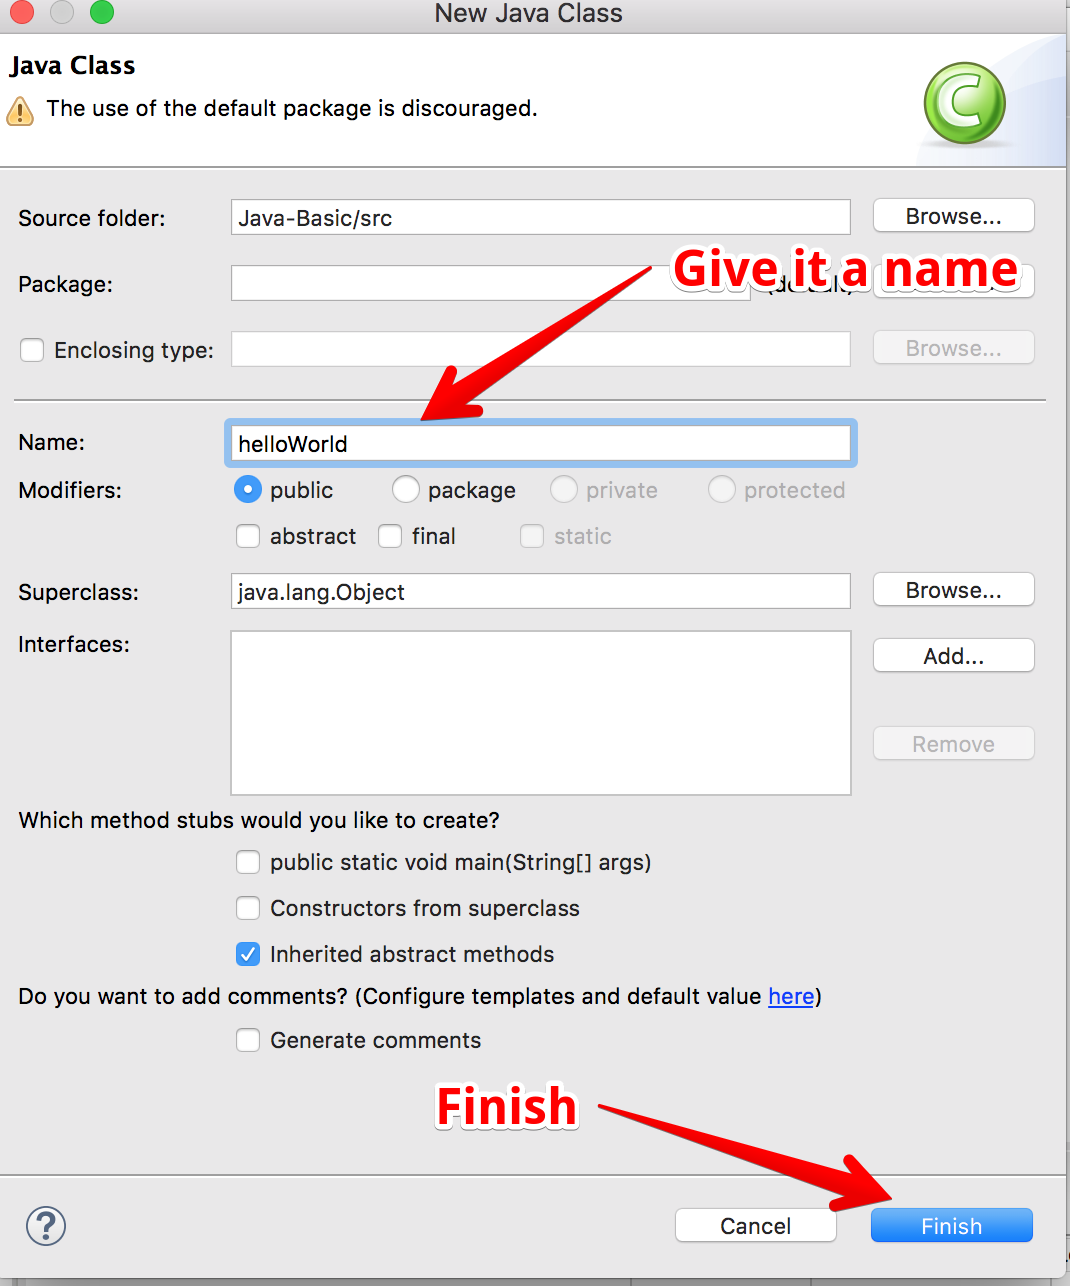 New Java Class
Java Class
The use of the default package is discouraged.
Source folder: Java-Basic/src Browse...
Give it a name
Package:
Enclosing type: Browse...
Name: helloWorld
Modifiers: public package private protected
abstract final static
Superclass: java.lang.Object Browse...
Interfaces: Add...
Remove
Which method stubs would you like to create?
public static void main(String[] args)
Constructors from superclass
Inherited abstract methods
Do you want to add comments? (Configure templates and default value here)
Generate comments
Finish
? Cancel Finish